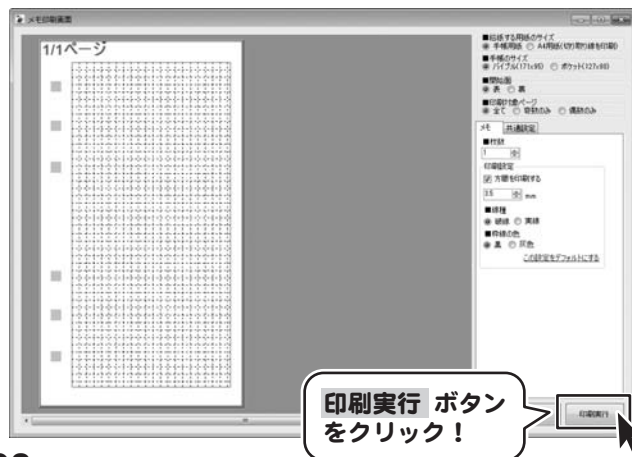 メモ印刷画面
1/1ページ
■給紙する用紙のサイズ
手帳用紙 A4用紙(切り取り線を印刷)
■手帳のサイズ
バイブル(171x95) ポケット(127x80)
■開始面
表 裏
■印刷対象ページ
全て 奇数のみ 偶数のみ
メモ 共通設定
■枚数
1
印刷設定
方眼を印刷する
3.5 mm
■線種
破線 実線
■枠線の色
黒 灰色
この設定をデフォルトにする
印刷実行 ボタン
をクリック！
印刷実行